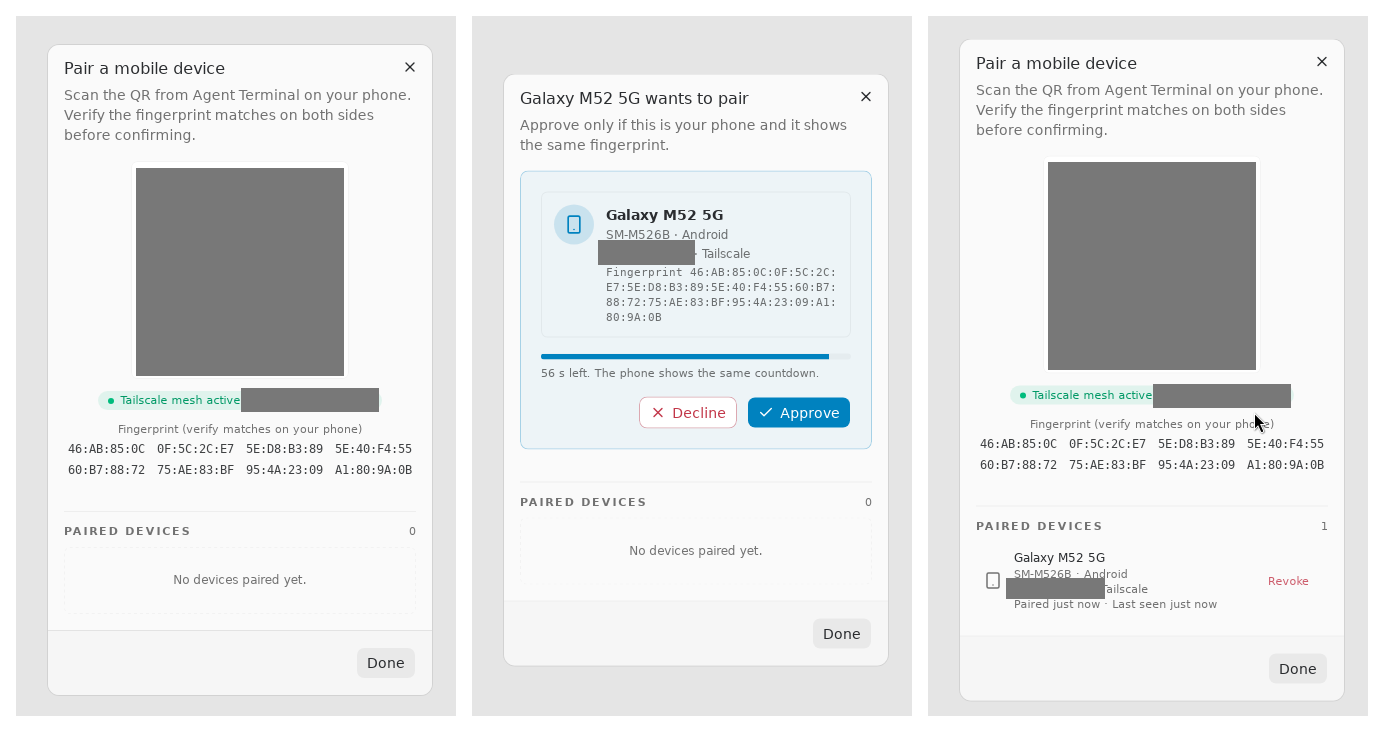 Pair a mobile device
Scan the QR from Agent Terminal on your phone.
Verify the fingerprint matches on both sides
before confirming.
Tailscale mesh active
Fingerprint (verify matches on your phone)
46:AB:85:0C 0F:5C:2C:E7 5E:D8:B3:89 5E:40:F4:55
60:B7:88:72 75:AE:83:BF 95:4A:23:09 A1:80:9A:0B
PAIRED DEVICES 0
No devices paired yet.
Done
Galaxy M52 5G wants to pair
Approve only if this is your phone and it shows
the same fingerprint.
Galaxy M52 5G
SM-M526B · Android
· Tailscale
Fingerprint 46:AB:85:0C:0F:5C:2C:
E7:5E:D8:B3:89:5E:40:F4:55:60:B7:
88:72:75:AE:83:BF:95:4A:23:09:A1:
80:9A:0B
56 s left. The phone shows the same countdown.
Decline Approve
PAIRED DEVICES 0
No devices paired yet.
Done
Pair a mobile device
Scan the QR from Agent Terminal on your phone.
Verify the fingerprint matches on both sides
before confirming.
Tailscale mesh active
Fingerprint (verify matches on your phone)
46:AB:85:0C 0F:5C:2C:E7 5E:D8:B3:89 5E:40:F4:55
60:B7:88:72 75:AE:83:BF 95:4A:23:09 A1:80:9A:0B
PAIRED DEVICES 1
Galaxy M52 5G
SM-M526B · Android
Tailscale
Paired just now · Last seen just now
Revoke
Done